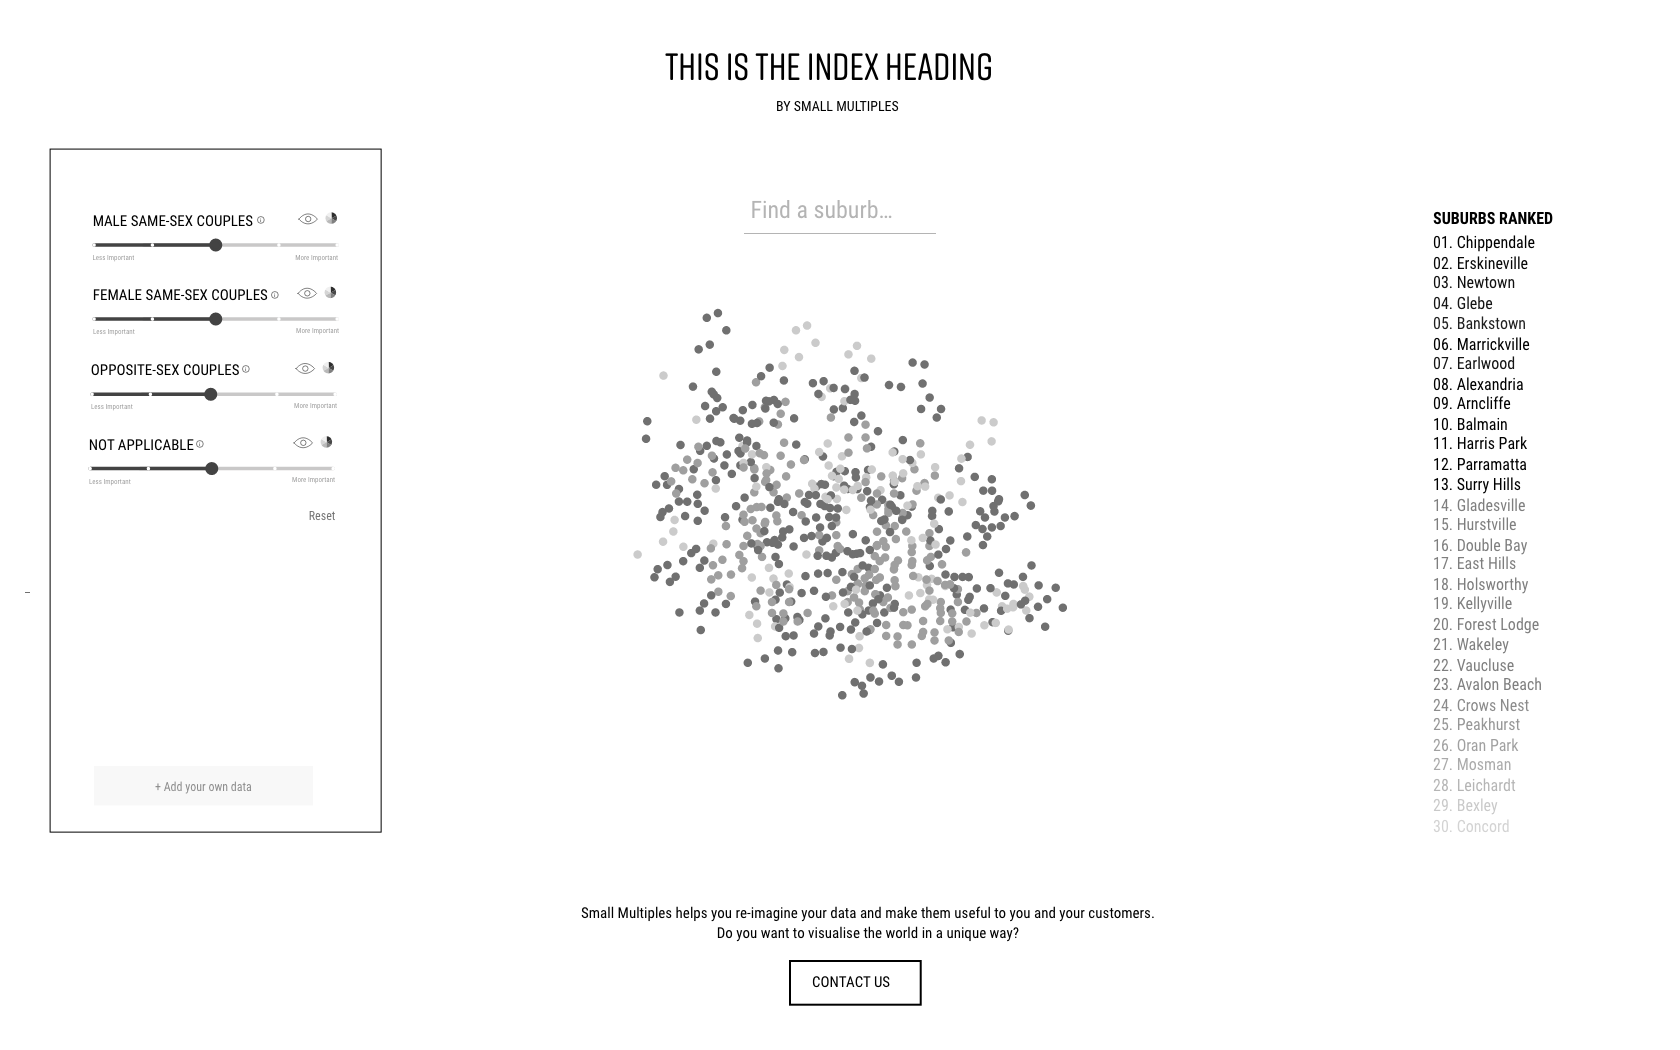 THIS IS THE INDEX HEADING
BY SMALL MULTIPLES
MALE SAME-SEX COUPLES
Less Important
More Important
FEMALE SAME-SEX COUPLES
Less Important
More Important
OPPOSITE-SEX COUPLES
Less Important
More Important
NOT APPLICABLE
Less Important
More Important
Reset
+ Add your own data
Find a suburb...
SUBURBS RANKED
01. Chippendale
02. Erskineville
03. Newtown
04. Glebe
05. Bankstown
06. Marrickville
07. Earlwood
08. Alexandria
09. Arncliffe
10. Balmain
11. Harris Park
12. Parramatta
13. Surry Hills
14. Gladesville
15. Hurstville
16. Double Bay
17. East Hills
18. Holsworthy
19. Kellyville
20. Forest Lodge
21. Wakeley
22. Vaucluse
23. Avalon Beach
24. Crows Nest
25. Peakhurst
26. Oran Park
27. Mosman
28. Leichardt
29. Bexley
30. Concord
Small Multiples helps you re-imagine your data and make them useful to you and your customers.
Do you want to visualise the world in a unique way?
CONTACT US